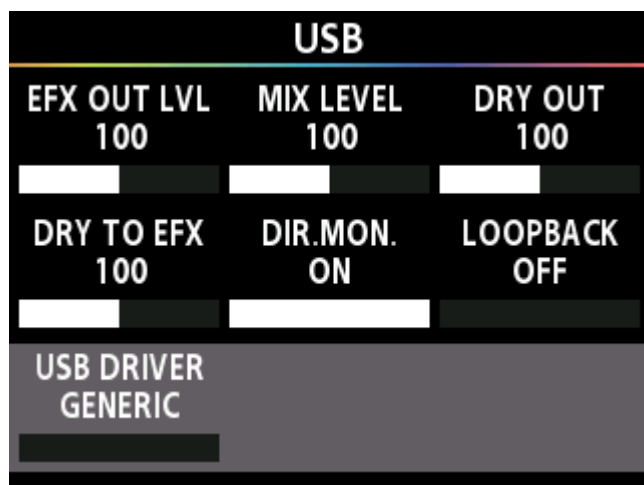 USB
EFX OUT LVL
100
MIX LEVEL
100
DRY OUT
100
DRY TO EFX
100
DIR.MON.
ON
LOOPBACK
OFF
USB DRIVER
GENERIC